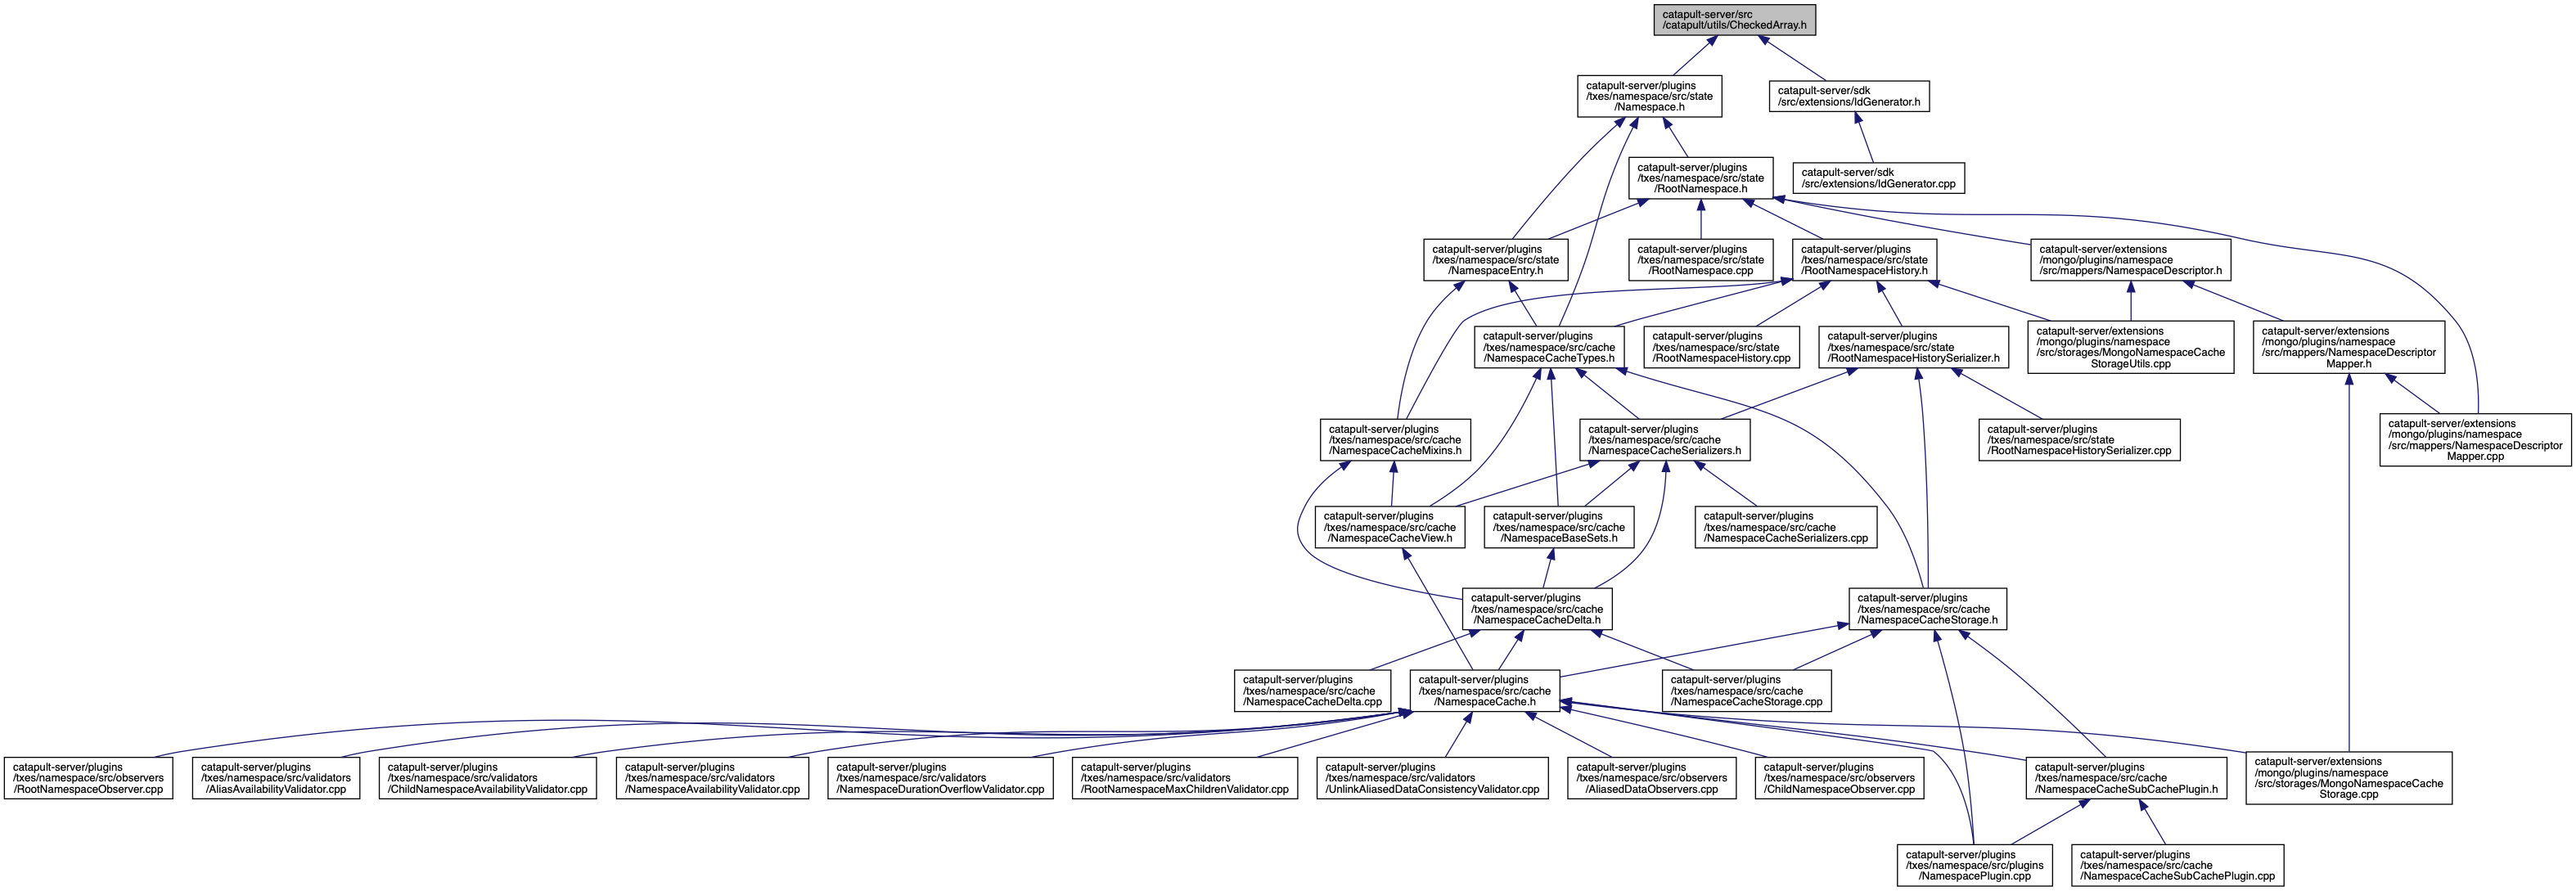 catapult-server/src
/catapult/utils/CheckedArray.h
catapult-server/plugins
/txes/namespace/src/state
/Namespace.h
catapult-server/sdk
/src/extensions/IdGenerator.h
catapult-server/plugins
/txes/namespace/src/state
/RootNamespace.h
catapult-server/sdk
/src/extensions/IdGenerator.cpp
catapult-server/plugins
/txes/namespace/src/state
/NamespaceEntry.h
catapult-server/plugins
/txes/namespace/src/state
/RootNamespace.cpp
catapult-server/plugins
/txes/namespace/src/state
/RootNamespaceHistory.h
catapult-server/extensions
/mongo/plugins/namespace
/src/mappers/NamespaceDescriptor.h
catapult-server/plugins
/txes/namespace/src/cache
/NamespaceCacheTypes.h
catapult-server/plugins
/txes/namespace/src/state
/RootNamespaceHistory.cpp
catapult-server/plugins
/txes/namespace/src/state
/RootNamespaceHistorySerializer.h
catapult-server/extensions
/mongo/plugins/namespace
/src/storages/MongoNamespaceCache
StorageUtils.cpp
catapult-server/extensions
/mongo/plugins/namespace
/src/mappers/NamespaceDescriptor
Mapper.h
catapult-server/plugins
/txes/namespace/src/cache
/NamespaceCacheMixins.h
catapult-server/plugins
/txes/namespace/src/cache
/NamespaceCacheSerializers.h
catapult-server/plugins
/txes/namespace/src/state
/RootNamespaceHistorySerializer.cpp
catapult-server/extensions
/mongo/plugins/namespace
/src/mappers/NamespaceDescriptor
Mapper.cpp
catapult-server/plugins
/txes/namespace/src/cache
/NamespaceCacheView.h
catapult-server/plugins
/txes/namespace/src/cache
/NamespaceBaseSets.h
catapult-server/plugins
/txes/namespace/src/cache
/NamespaceCacheSerializers.cpp
catapult-server/plugins
/txes/namespace/src/cache
/NamespaceCacheDelta.h
catapult-server/plugins
/txes/namespace/src/cache
/NamespaceCacheStorage.h
catapult-server/plugins
/txes/namespace/src/cache
/NamespaceCacheDelta.cpp
catapult-server/plugins
/txes/namespace/src/cache
/NamespaceCache.h
catapult-server/plugins
/txes/namespace/src/cache
/NamespaceCacheStorage.cpp
catapult-server/plugins
/txes/namespace/src/observers
/RootNamespaceObserver.cpp
catapult-server/plugins
/txes/namespace/src/validators
/AliasAvailabilityValidator.cpp
catapult-server/plugins
/txes/namespace/src/validators
/ChildNamespaceAvailabilityValidator.cpp
catapult-server/plugins
/txes/namespace/src/validators
/NamespaceAvailabilityValidator.cpp
catapult-server/plugins
/txes/namespace/src/validators
/NamespaceDurationOverflowValidator.cpp
catapult-server/plugins
/txes/namespace/src/validators
/RootNamespaceMaxChildrenValidator.cpp
catapult-server/plugins
/txes/namespace/src/validators
/UnlinkAliasedDataConsistencyValidator.cpp
catapult-server/plugins
/txes/namespace/src/observers
/AliasedDataObservers.cpp
catapult-server/plugins
/txes/namespace/src/observers
/ChildNamespaceObserver.cpp
catapult-server/plugins
/txes/namespace/src/cache
/NamespaceCacheSubCachePlugin.h
catapult-server/extensions
/mongo/plugins/namespace
/src/storages/MongoNamespaceCache
Storage.cpp
catapult-server/plugins
/txes/namespace/src/plugins
/NamespacePlugin.cpp
catapult-server/plugins
/txes/namespace/src/cache
/NamespaceCacheSubCachePlugin.cpp